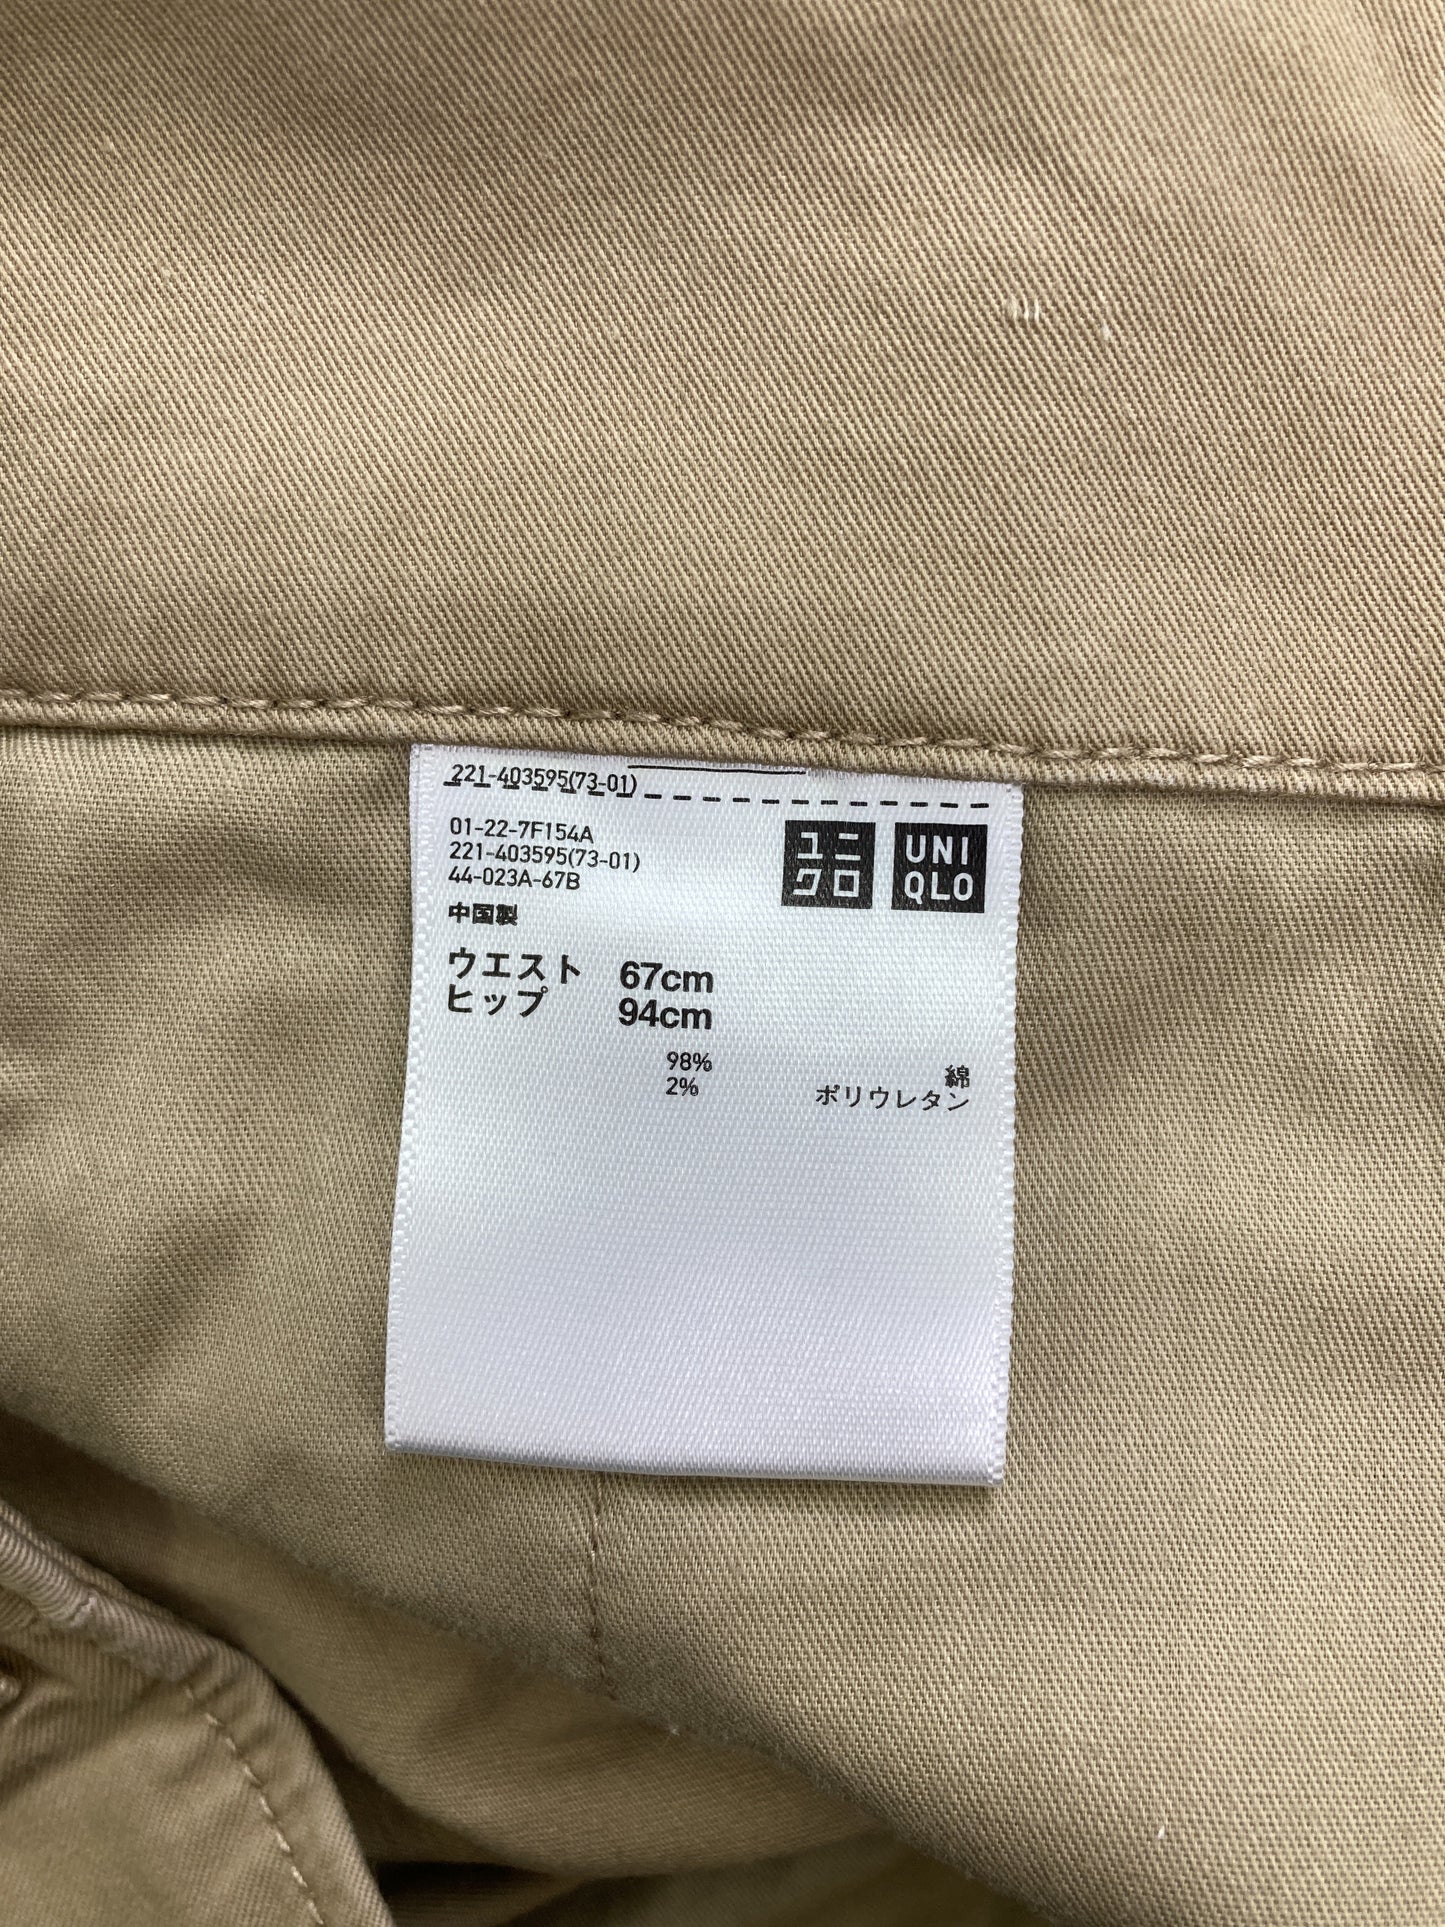 221-403595(73-01)
01-22-7F154A
221-403595(73-01)
44-023A-67B
中国製
ユニ
クロ
UNI
QLO
ウエスト 67cm
ヒップ 94cm
98% 綿
2% ポリウレタン